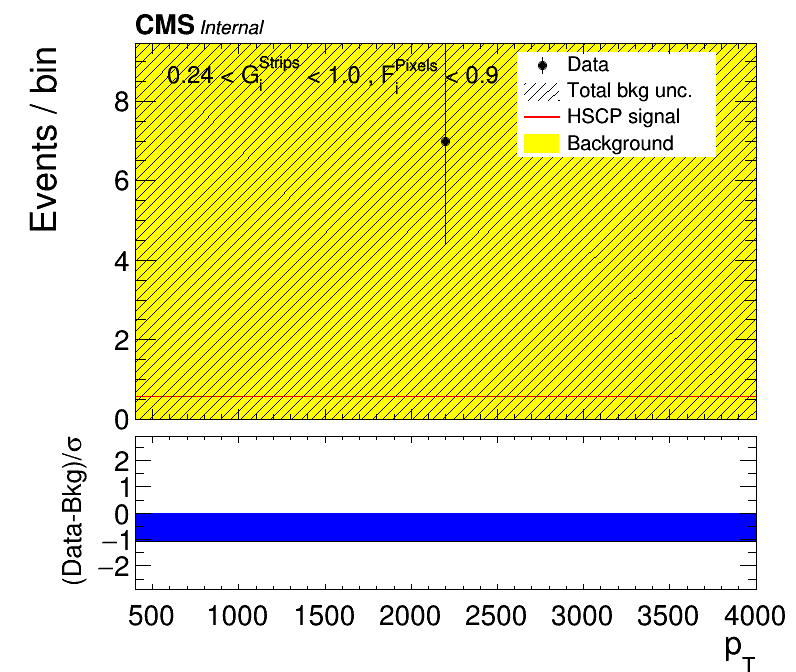 CMS Internal
0.24 < G_i^Strips < 1.0 , F_i^Pixels < 0.9
Data
Total bkg unc.
HSCP signal
Background
Events / bin
8
6
4
2
0
(Data-Bkg)/σ
2
1
0
−1
−2
500 1000 1500 2000 2500 3000 3500 4000
p_T